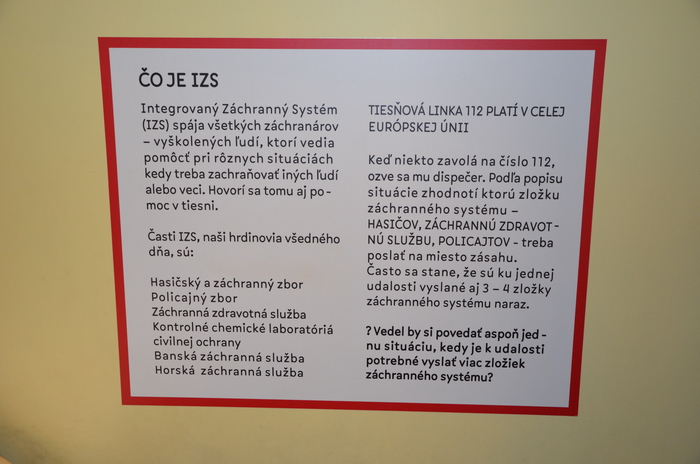 ČO JE IZS
Integrovaný Záchranný Systém
(IZS) spája všetkých záchranárov
– vyškolených ľudí, ktorí vedia
pomôcť pri rôznych situáciách
kedy treba zachraňovať iných ľudí
alebo veci. Hovorí sa tomu aj po-
moc v tiesni.
Časti IZS, naši hrdinovia všedného
dňa, sú:
Hasičský a záchranný zbor
Policajný zbor
Záchranná zdravotná služba
Kontrolné chemické laboratóriá
civilnej ochrany
Banská záchranná služba
Horská záchranná služba
TIESŇOVÁ LINKA 112 PLATÍ V CELEJ
EURÓPSKEJ ÚNII
Keď niekto zavolá na číslo 112,
ozve sa mu dispečer. Podľa popisu
situácie zhodnotí ktorú zložku
záchranného systému –
HASIČOV, ZÁCHRANNÚ ZDRAVOT-
NÚ SLUŽBU, POLICAJTOV - treba
poslať na miesto zásahu.
Často sa stane, že sú ku jednej
udalosti vyslané aj 3 – 4 zložky
záchranného systému naraz.
? Vedel by si povedať aspoň jed-
nu situáciu, kedy je k udalosti
potrebné vyslať viac zložiek
záchranného systému?